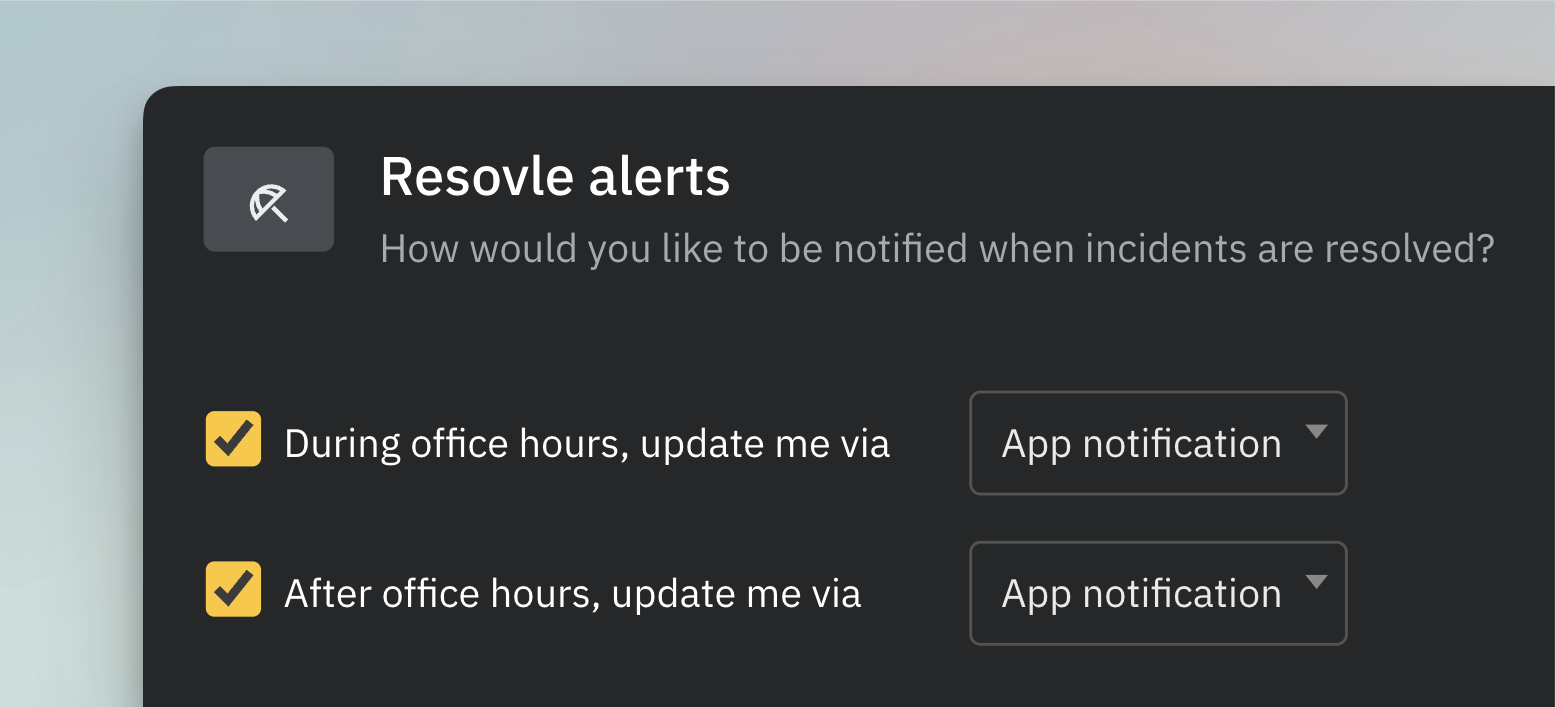 Resovle alerts
How would you like to be notified when incidents are resolved?
During office hours, update me via App notification
After office hours, update me via App notification